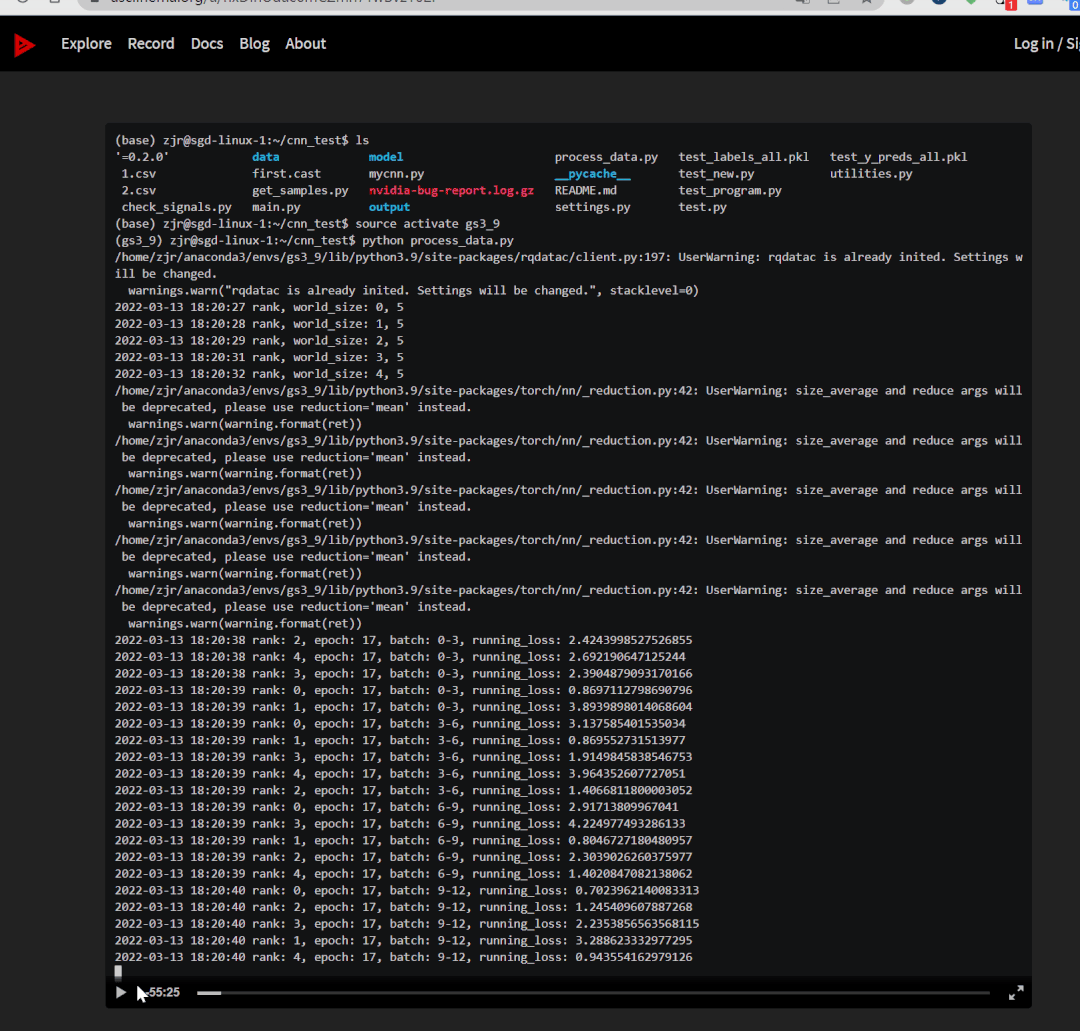 Explore Record Docs Blog About Log in / Si
(base) zjr@sgd-linux-1:~/cnn_test$ ls
'=0.2.0' data model process_data.py test_labels_all.pkl test_y_preds_all.pkl
1.csv first.cast mycnn.py __pycache__ test_new.py utilities.py
2.csv get_samples.py nvidia-bug-report.log.gz README.md test_program.py
check_signals.py main.py output settings.py test.py
(base) zjr@sgd-linux-1:~/cnn_test$ source activate gs3_9
(gs3_9) zjr@sgd-linux-1:~/cnn_test$ python process_data.py
/home/zjr/anaconda3/envs/gs3_9/lib/python3.9/site-packages/rqdatac/client.py:197: UserWarning: rqdatac is already inited. Settings w
ill be changed.
warnings.warn("rqdatac is already inited. Settings will be changed.", stacklevel=0)
2022-03-13 18:20:27 rank, world_size: 0, 5
2022-03-13 18:20:28 rank, world_size: 1, 5
2022-03-13 18:20:29 rank, world_size: 2, 5
2022-03-13 18:20:31 rank, world_size: 3, 5
2022-03-13 18:20:32 rank, world_size: 4, 5
/home/zjr/anaconda3/envs/gs3_9/lib/python3.9/site-packages/torch/nn/_reduction.py:42: UserWarning: size_average and reduce args will
be deprecated, please use reduction='mean' instead.
warnings.warn(warning.format(ret))
/home/zjr/anaconda3/envs/gs3_9/lib/python3.9/site-packages/torch/nn/_reduction.py:42: UserWarning: size_average and reduce args will
be deprecated, please use reduction='mean' instead.
warnings.warn(warning.format(ret))
/home/zjr/anaconda3/envs/gs3_9/lib/python3.9/site-packages/torch/nn/_reduction.py:42: UserWarning: size_average and reduce args will
be deprecated, please use reduction='mean' instead.
warnings.warn(warning.format(ret))
/home/zjr/anaconda3/envs/gs3_9/lib/python3.9/site-packages/torch/nn/_reduction.py:42: UserWarning: size_average and reduce args will
be deprecated, please use reduction='mean' instead.
warnings.warn(warning.format(ret))
/home/zjr/anaconda3/envs/gs3_9/lib/python3.9/site-packages/torch/nn/_reduction.py:42: UserWarning: size_average and reduce args will
be deprecated, please use reduction='mean' instead.
warnings.warn(warning.format(ret))
2022-03-13 18:20:38 rank: 2, epoch: 17, batch: 0-3, running_loss: 2.4243998527526855
2022-03-13 18:20:38 rank: 4, epoch: 17, batch: 0-3, running_loss: 2.692190647125244
2022-03-13 18:20:38 rank: 3, epoch: 17, batch: 0-3, running_loss: 2.3904879093170166
2022-03-13 18:20:39 rank: 0, epoch: 17, batch: 0-3, running_loss: 0.8697112798690796
2022-03-13 18:20:39 rank: 1, epoch: 17, batch: 0-3, running_loss: 3.8939898014068604
2022-03-13 18:20:39 rank: 0, epoch: 17, batch: 3-6, running_loss: 3.137585401535034
2022-03-13 18:20:39 rank: 1, epoch: 17, batch: 3-6, running_loss: 0.869552731513977
2022-03-13 18:20:39 rank: 3, epoch: 17, batch: 3-6, running_loss: 1.9149845838546753
2022-03-13 18:20:39 rank: 4, epoch: 17, batch: 3-6, running_loss: 3.964352607727051
2022-03-13 18:20:39 rank: 2, epoch: 17, batch: 3-6, running_loss: 1.4066811800003052
2022-03-13 18:20:39 rank: 0, epoch: 17, batch: 6-9, running_loss: 2.91713809967041
2022-03-13 18:20:39 rank: 3, epoch: 17, batch: 6-9, running_loss: 4.224977493286133
2022-03-13 18:20:39 rank: 1, epoch: 17, batch: 6-9, running_loss: 0.8046727180480957
2022-03-13 18:20:39 rank: 2, epoch: 17, batch: 6-9, running_loss: 2.3039026260375977
2022-03-13 18:20:39 rank: 4, epoch: 17, batch: 6-9, running_loss: 1.4020847082138062
2022-03-13 18:20:40 rank: 0, epoch: 17, batch: 9-12, running_loss: 0.7023962140083313
2022-03-13 18:20:40 rank: 2, epoch: 17, batch: 9-12, running_loss: 1.245409607887268
2022-03-13 18:20:40 rank: 3, epoch: 17, batch: 9-12, running_loss: 2.2353856563568115
2022-03-13 18:20:40 rank: 1, epoch: 17, batch: 9-12, running_loss: 3.288623332977295
2022-03-13 18:20:40 rank: 4, epoch: 17, batch: 9-12, running_loss: 0.943554162979126
-55:25